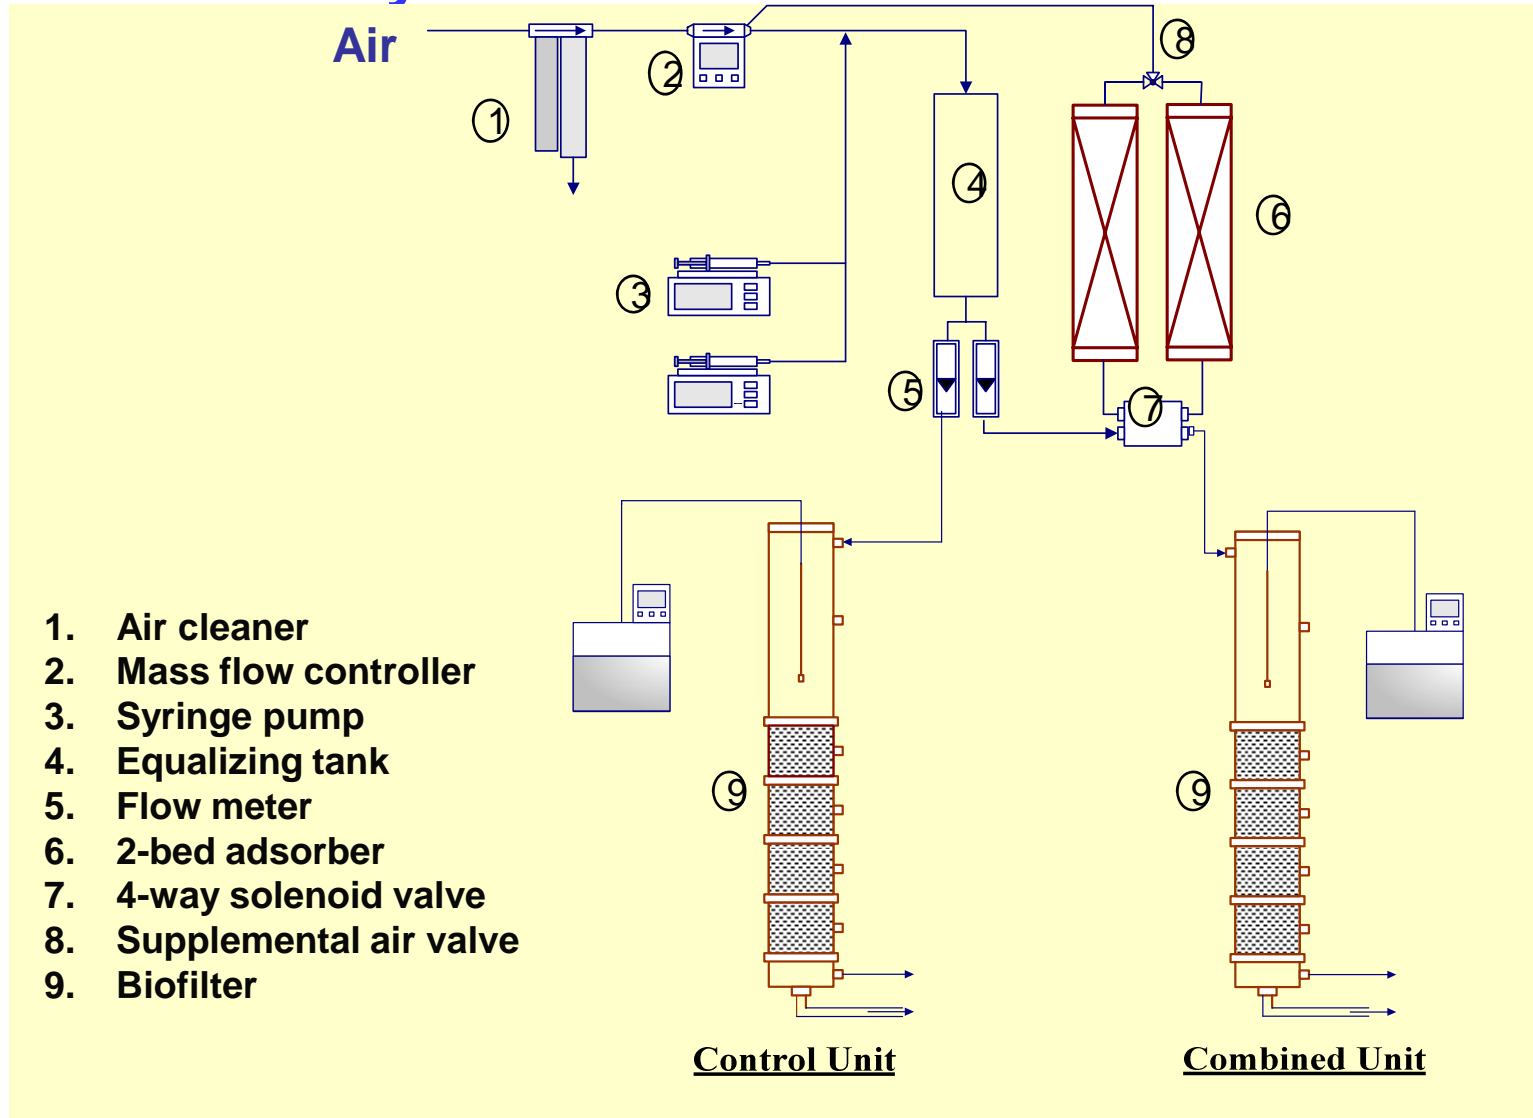 Air
8
2
1
4
6
3
5
7
1. Air cleaner
2. Mass flow controller
3. Syringe pump
4. Equalizing tank
5. Flow meter
6. 2-bed adsorber
7. 4-way solenoid valve
8. Supplemental air valve
9. Biofilter
9
9
Control Unit
Combined Unit